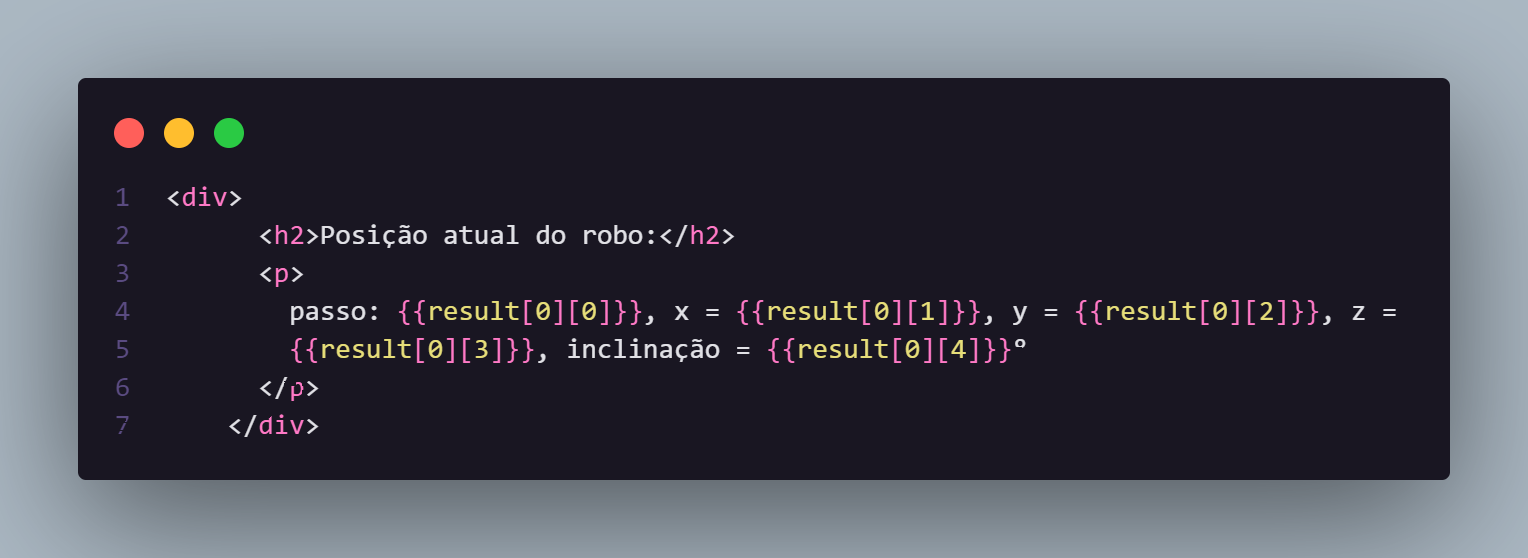 1 <div>
2 <h2>Posição atual do robo:</h2>
3 <p>
4 passo: {{result[0][0]}}, x = {{result[0][1]}}, y = {{result[0][2]}}, z =
5 {{result[0][3]}}, inclinação = {{result[0][4]}}º
6 </p>
7 </div>